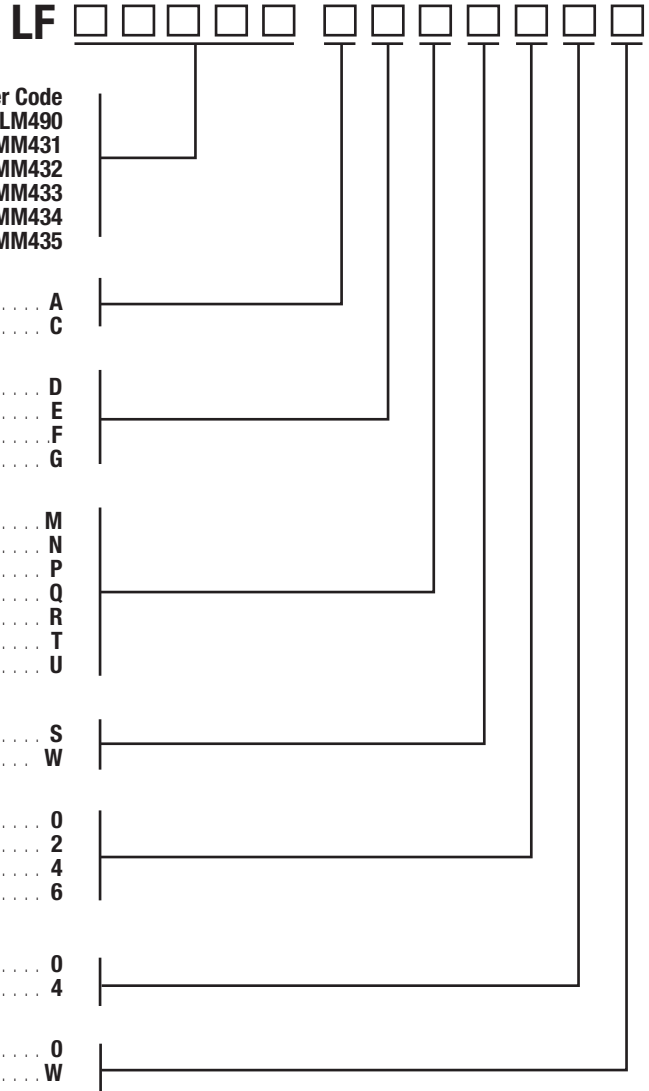 LF
er Code
LM490
MM431
MM432
MM433
MM434
MM435
.... A
.... C
.... D
.... E
.....F
.... G
.... M
.... N
.... P
.... Q
.... R
.... T
.... U
.... S
... W
.... 0
.... 2
.... 4
.... 6
.... 0
.... 4
.... 0
.... W